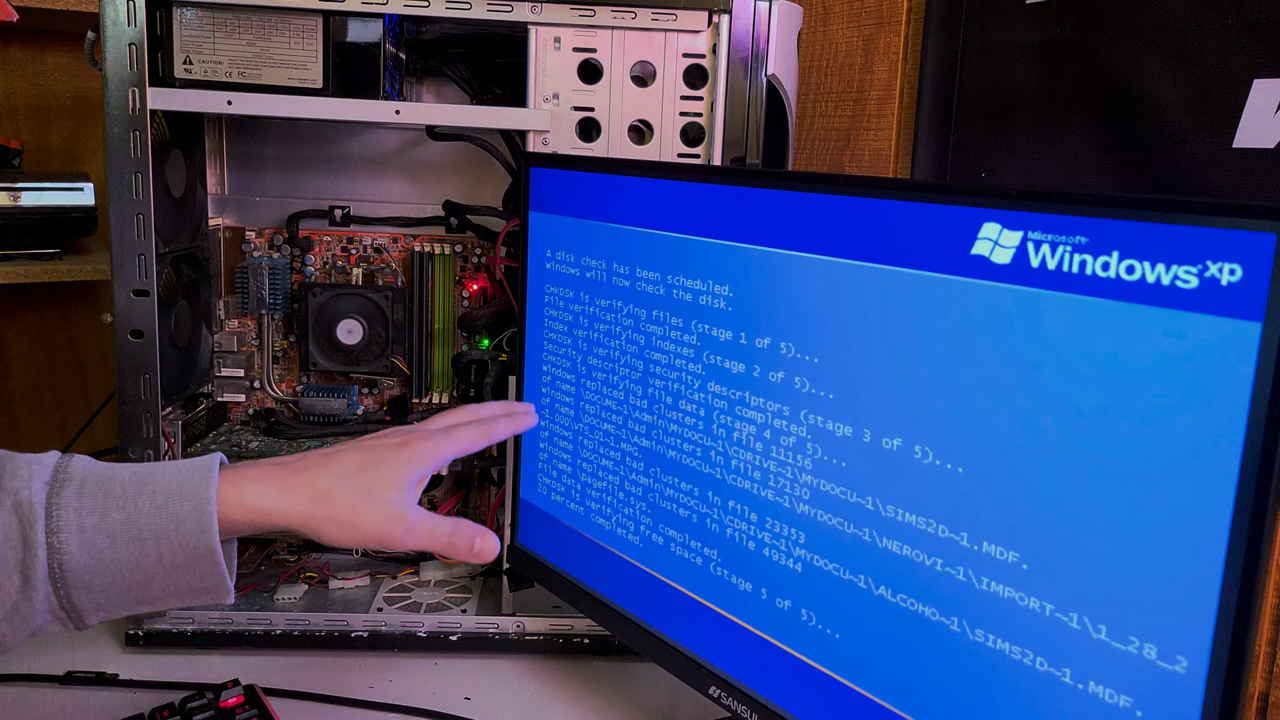 CAUTION!
FC
Microsoft
Windows xp
A disk check has been scheduled.
Windows will now check the disk.
CHKDSK is verifying files (stage 1 of 5)...
File verification completed.
CHKDSK is verifying indexes (stage 2 of 5)...
Index verification completed.
CHKDSK is verifying security descriptors (stage 3 of 5)...
Security descriptor verification completed.
CHKDSK is verifying file data (stage 4 of 5)...
Windows replaced bad clusters in file 11156
of name \DOCUME~1\Admin\MYDOCU~1\CDRIVE~1\MYDOCU~1\SIMS2D~1.MDF.
Windows replaced bad clusters in file 17130
of name \DOCUME~1\Admin\MYDOCU~1\CDRIVE~1\MYDOCU~1\NEROVI~1\IMPORT~1\1_28_2
~1.000\VTS_01~1.MPG.
Windows replaced bad clusters in file 23353
of name \DOCUME~1\Admin\MYDOCU~1\CDRIVE~1\MYDOCU~1\ALCOHO~1\SIMS2D~1.MDF.
Windows replaced bad clusters in file 49344
of name \pagefile.sys.
File data verification completed.
CHKDSK is verifying free space (stage 5 of 5)...
20 percent completed.
SANSUI